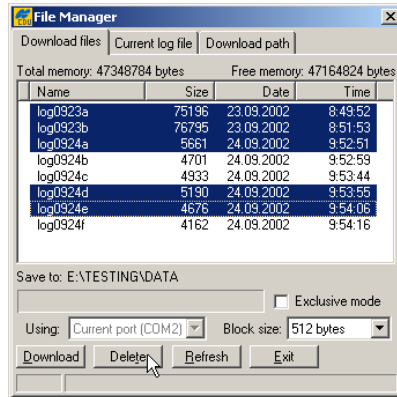 CDU File Manager
Download files Current log file Download path
Total memory: 47348784 bytes Free memory: 47164824 bytes
Name Size Date Time
log0923a 75196 23.09.2002 8:49:52
log0923b 76795 23.09.2002 8:51:53
log0924a 5661 24.09.2002 9:52:51
log0924b 4701 24.09.2002 9:52:59
log0924c 4933 24.09.2002 9:53:44
log0924d 5190 24.09.2002 9:53:55
log0924e 4676 24.09.2002 9:54:06
log0924f 4162 24.09.2002 9:54:16
Save to: E:\TESTING\DATA
Exclusive mode
Using: Current port (COM2) Block size: 512 bytes
Download Delete Refresh Exit